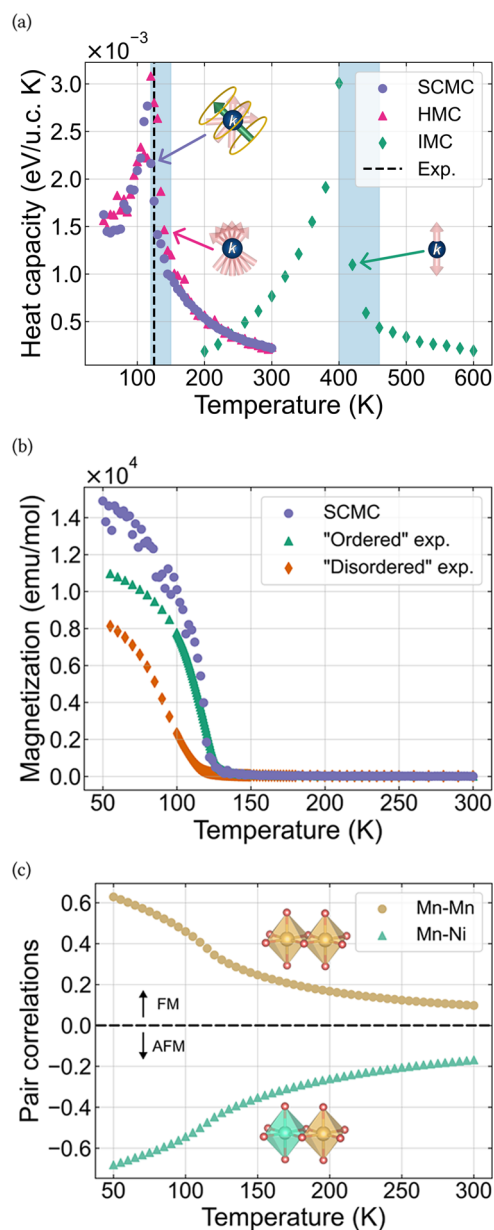 (a)
×10⁻³
Heat capacity (eV/u.c. K)
3.0
2.5
2.0
1.5
1.0
0.5
SCMC
HMC
IMC
Exp.
k
k
k
100
200
300
400
500
600
Temperature (K)
(b)
×10⁴
Magnetization (emu/mol)
1.4
1.2
1.0
0.8
0.6
0.4
0.2
0.0
SCMC
"Ordered" exp.
"Disordered" exp.
50
100
150
200
250
300
Temperature (K)
(c)
Pair correlations
0.6
0.4
0.2
0.0
−0.2
−0.4
−0.6
Mn-Mn
Mn-Ni
FM
AFM
50
100
150
200
250
300
Temperature (K)